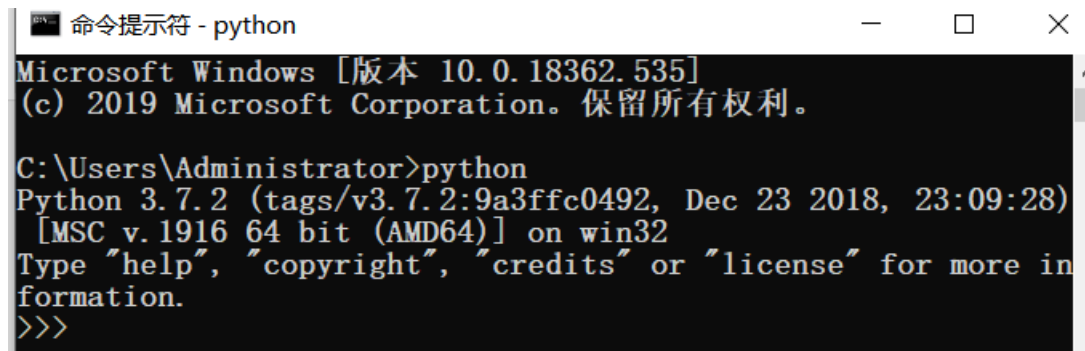 命令提示符 - python
Microsoft Windows [版本 10.0.18362.535]
(c) 2019 Microsoft Corporation。保留所有权利。
C:\Users\Administrator>python
Python 3.7.2 (tags/v3.7.2:9a3ffc0492, Dec 23 2018, 23:09:28)
[MSC v.1916 64 bit (AMD64)] on win32
Type "help", "copyright", "credits" or "license" for more in
formation.
>>>